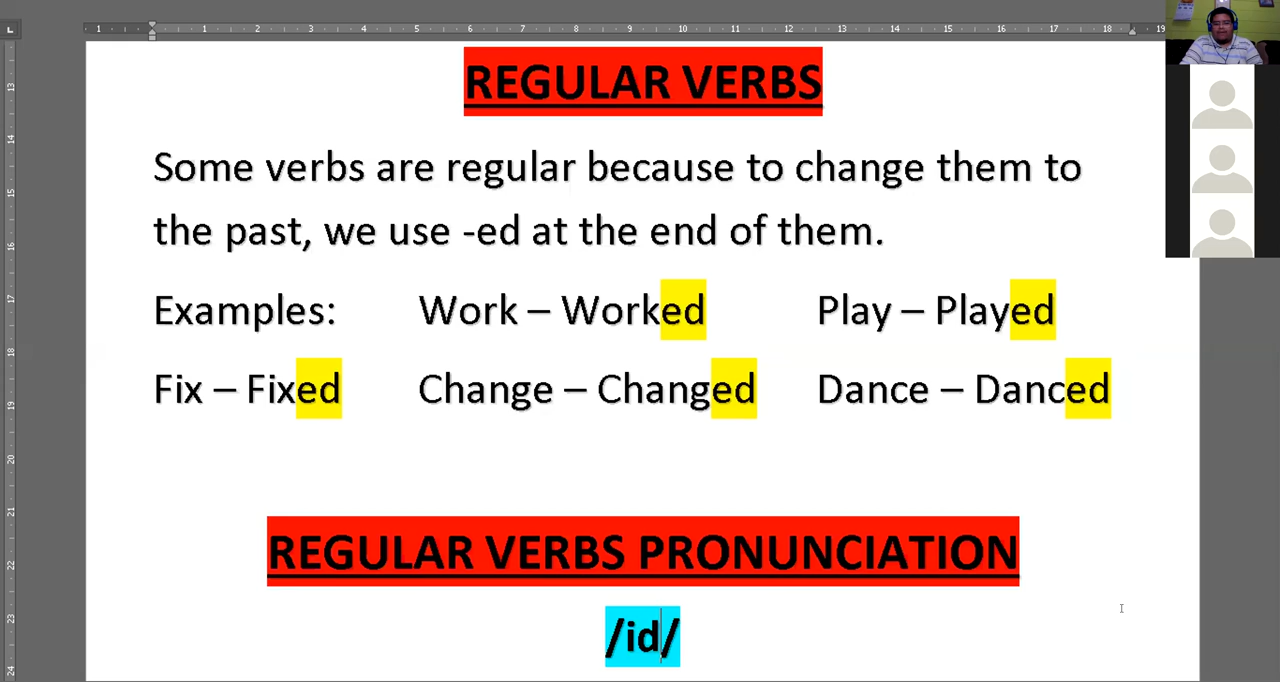 REGULAR VERBS
Some verbs are regular because to change them to
the past, we use -ed at the end of them.
Examples: Work – Worked Play – Played
Fix – Fixed Change – Changed Dance – Danced
REGULAR VERBS PRONUNCIATION
/id/